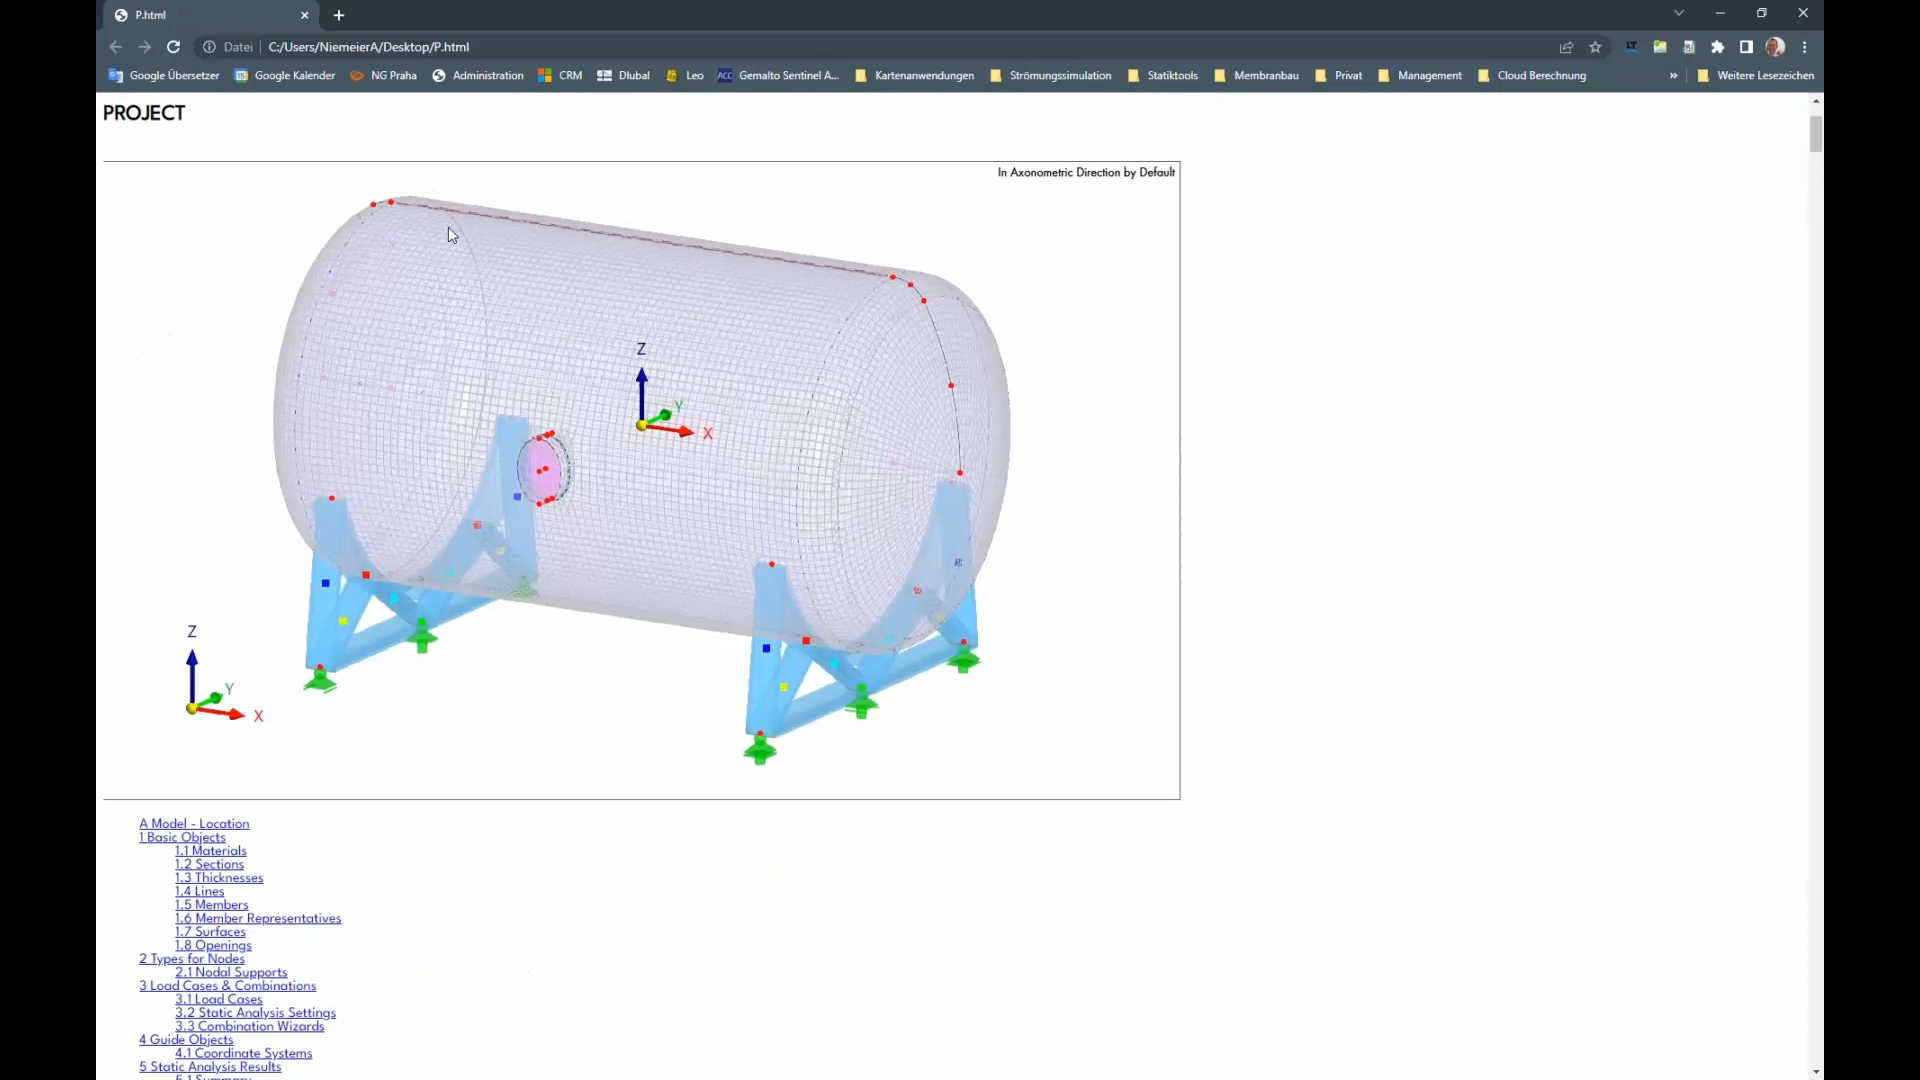 P.html
Datei C:/Users/NiemeierA/Desktop/P.html
Google Übersetzer Google Kalender NG Praha Administration CRM Dlubal Leo Gemalto Sentinel A... Kartenanwendungen Strömungssimulation Statiktools Membranbau Privat Management Cloud Berechnung » Weitere Lesezeichen
PROJECT
In Axonometric Direction by Default
Z
Y
X
Z
Y
X
A Model - Location
1 Basic Objects
1.1 Materials
1.2 Sections
1.3 Thicknesses
1.4 Lines
1.5 Members
1.6 Member Representatives
1.7 Surfaces
1.8 Openings
2 Types for Nodes
2.1 Nodal Supports
3 Load Cases & Combinations
3.1 Load Cases
3.2 Static Analysis Settings
3.3 Combination Wizards
4 Guide Objects
4.1 Coordinate Systems
5 Static Analysis Results
5.1 Summary